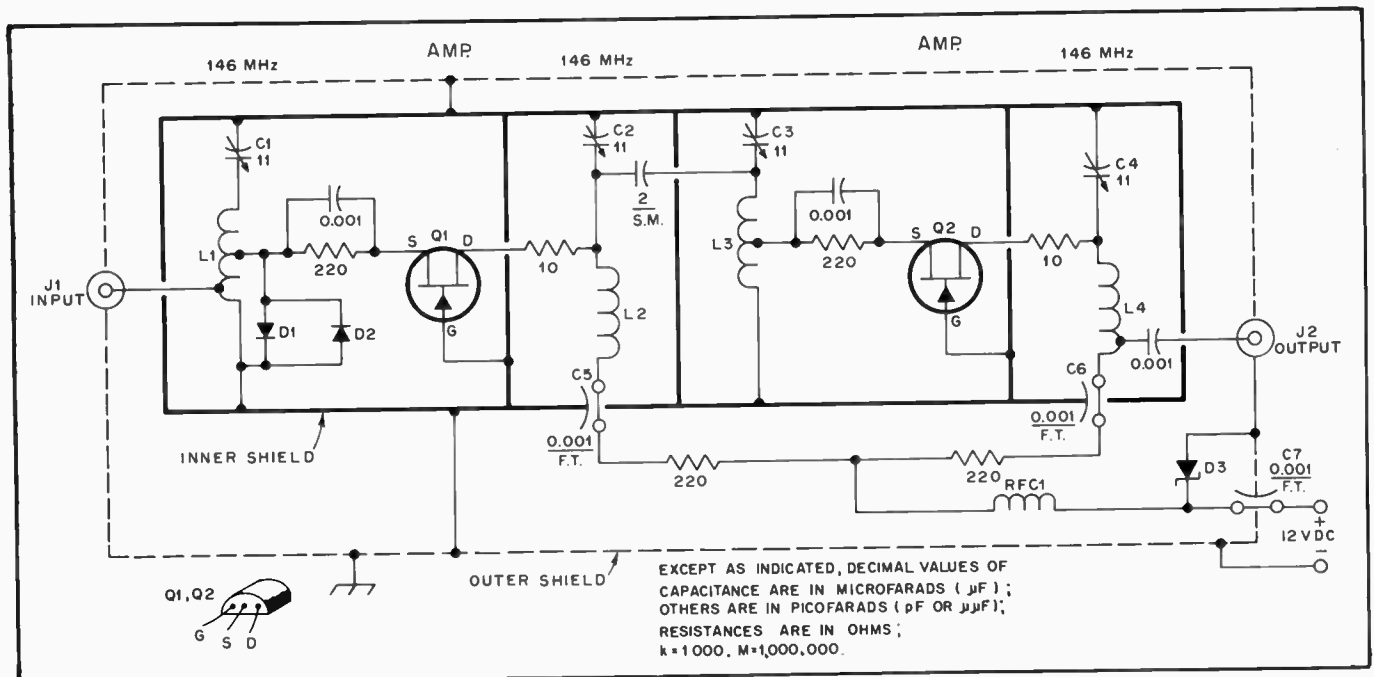 AMP.
AMP.
146 MHz
146 MHz
146 MHz
C1
11
C2
11
C3
11
C4
11
0.001
2
S.M.
0.001
L1
220
S
Q1
D
G
10
L2
L3
220
S
Q2
D
G
10
L4
J1
INPUT
D1
D2
C5
0.001
F.T.
C6
0.001
F.T.
0.001
J2
OUTPUT
INNER SHIELD
220
220
RFC1
D3
C7
0.001
F.T.
+
12 VDC
–
OUTER SHIELD
Q1, Q2
G
S
D
EXCEPT AS INDICATED, DECIMAL VALUES OF
CAPACITANCE ARE IN MICROFARADS ( µF ) ;
OTHERS ARE IN PICOFARADS ( pF OR µµF);
RESISTANCES ARE IN OHMS ;
k = 1000, M=1,000,000.